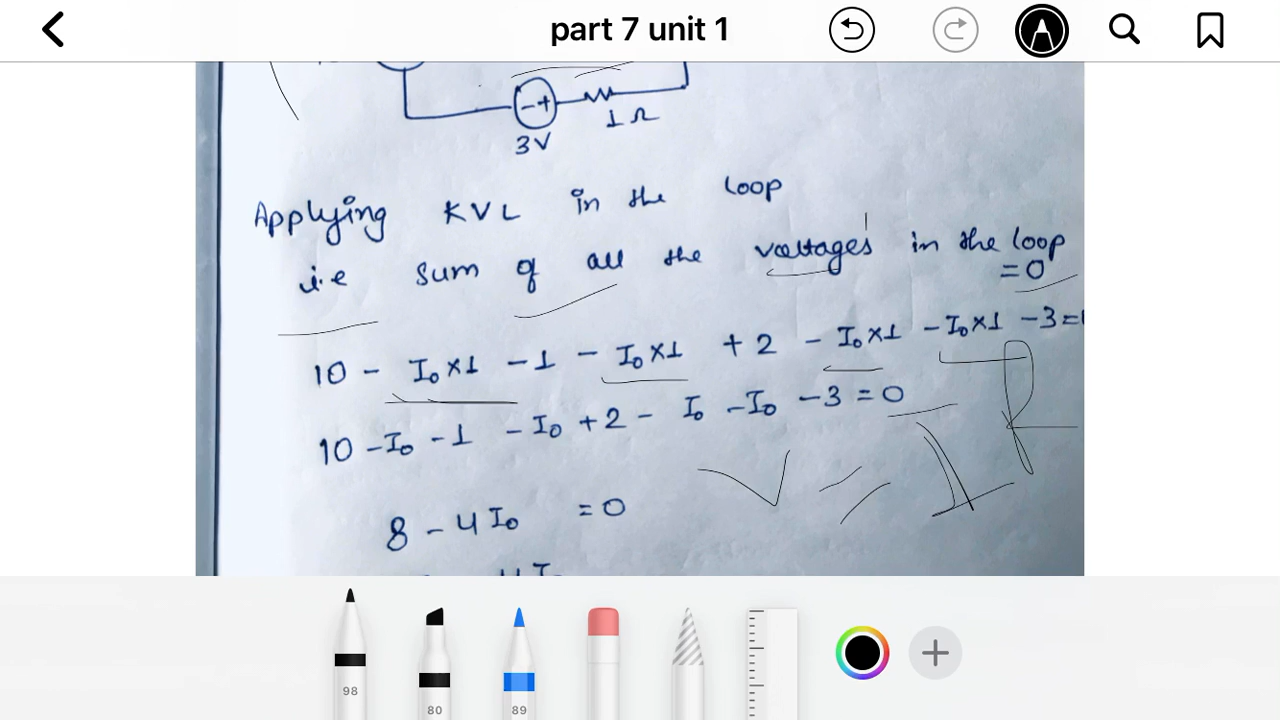 part 7 unit 1
3V
1Ω
Applying KVL in the loop
i.e sum of all the voltages in the loop
= 0
10 - I₀×1 - 1 - I₀×1 + 2 - I₀×1 - I₀×1 - 3 =
10 - I₀ - 1 - I₀ + 2 - I₀ - I₀ - 3 = 0
V = IR
8 - 4I₀ = 0
98
80
89